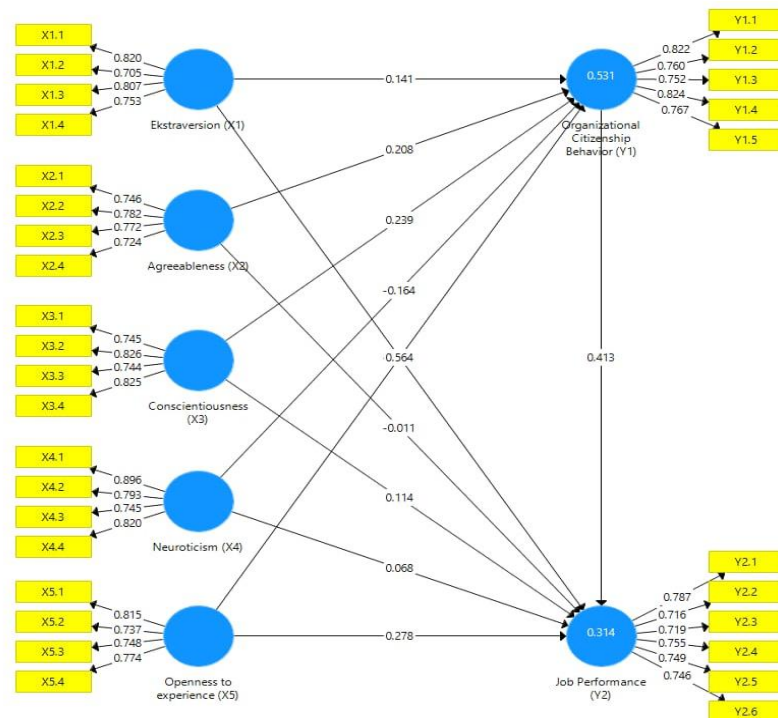 X1.1
X1.2
X1.3
X1.4
0.820
0.705
0.807
0.753
Ekstraversion (X1)
X2.1
X2.2
X2.3
X2.4
0.746
0.782
0.772
0.724
Agreeableness (X2)
X3.1
X3.2
X3.3
X3.4
0.745
0.826
0.744
0.825
Conscientiousness
(X3)
X4.1
X4.2
X4.3
X4.4
0.896
0.793
0.745
0.820
Neuroticism (X4)
X5.1
X5.2
X5.3
X5.4
0.815
0.737
0.748
0.774
Openness to
experience (X5)
0.141
0.208
0.239
-0.164
0.564
-0.011
0.114
0.068
0.278
0.413
0.531
Organizational
Citizenship
Behavior (Y1)
0.822
0.760
0.752
0.824
0.767
Y1.1
Y1.2
Y1.3
Y1.4
Y1.5
0.314
Job Performance
(Y2)
0.787
0.716
0.719
0.755
0.749
0.746
Y2.1
Y2.2
Y2.3
Y2.4
Y2.5
Y2.6